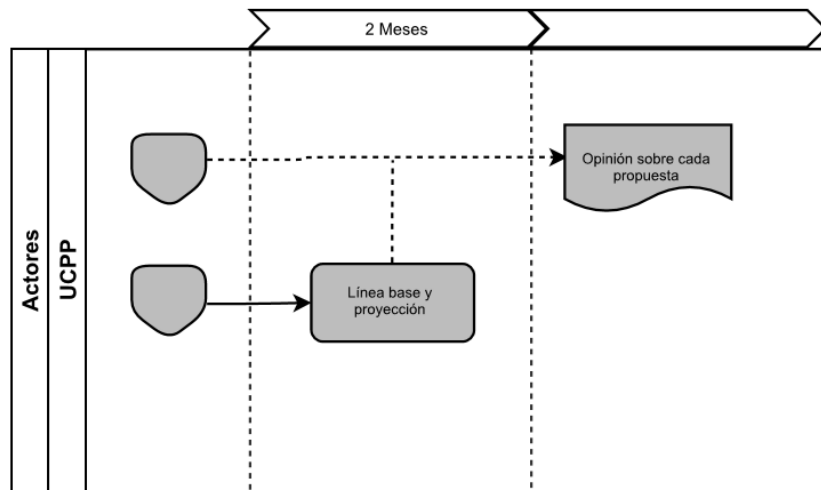 2 Meses
Actores
UCPP
Opinión sobre cada
propuesta
Línea base y
proyección